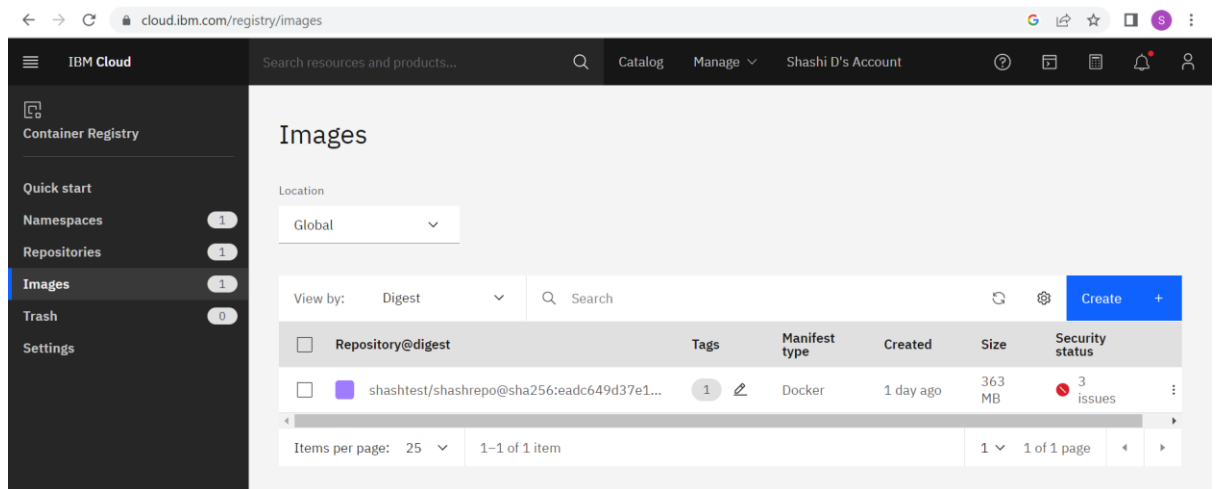 cloud.ibm.com/registry/images
G
S
IBM Cloud
Search resources and products...
Catalog
Manage
Shashi D's Account
Container Registry
Quick start
Namespaces 1
Repositories 1
Images 1
Trash 0
Settings
Images
Location
Global
View by: Digest
Search
Create +
Repository@digest Tags Manifest type Created Size Security status
shashtest/shashrepo@sha256:eadc649d37e1... 1 Docker 1 day ago 363 MB 3 issues
Items per page: 25 1–1 of 1 item 1 1 of 1 page